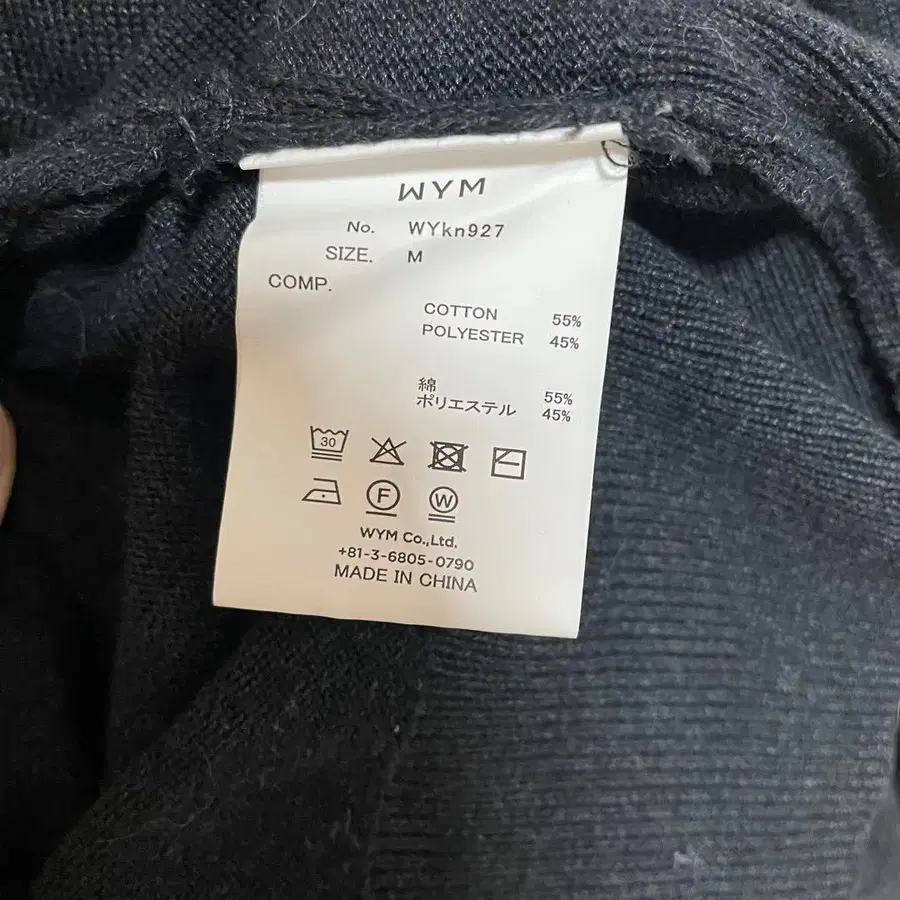 WYM
No. WYkn927
SIZE. M
COMP.
COTTON 55%
POLYESTER 45%
綿 55%
ポリエステル 45%
30
F
W
WYM Co.,Ltd.
+81-3-6805-0790
MADE IN CHINA